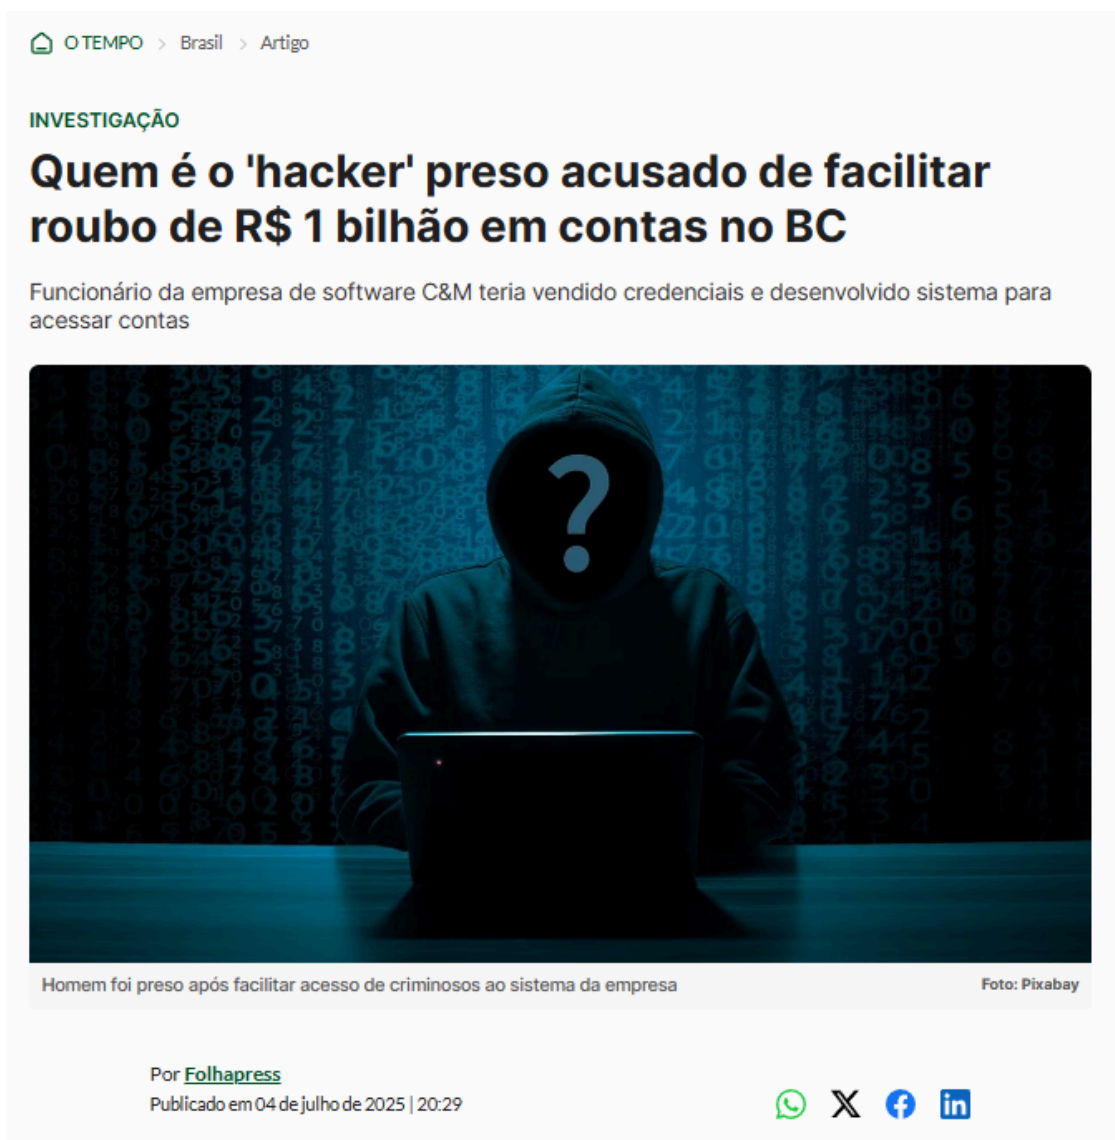 O TEMPO > Brasil > Artigo
INVESTIGAÇÃO
Quem é o 'hacker' preso acusado de facilitar
roubo de R$ 1 bilhão em contas no BC
Funcionário da empresa de software C&M teria vendido credenciais e desenvolvido sistema para
acessar contas
?
Homem foi preso após facilitar acesso de criminosos ao sistema da empresa Foto: Pixabay
Por Folhapress
Publicado em 04 de julho de 2025 | 20:29